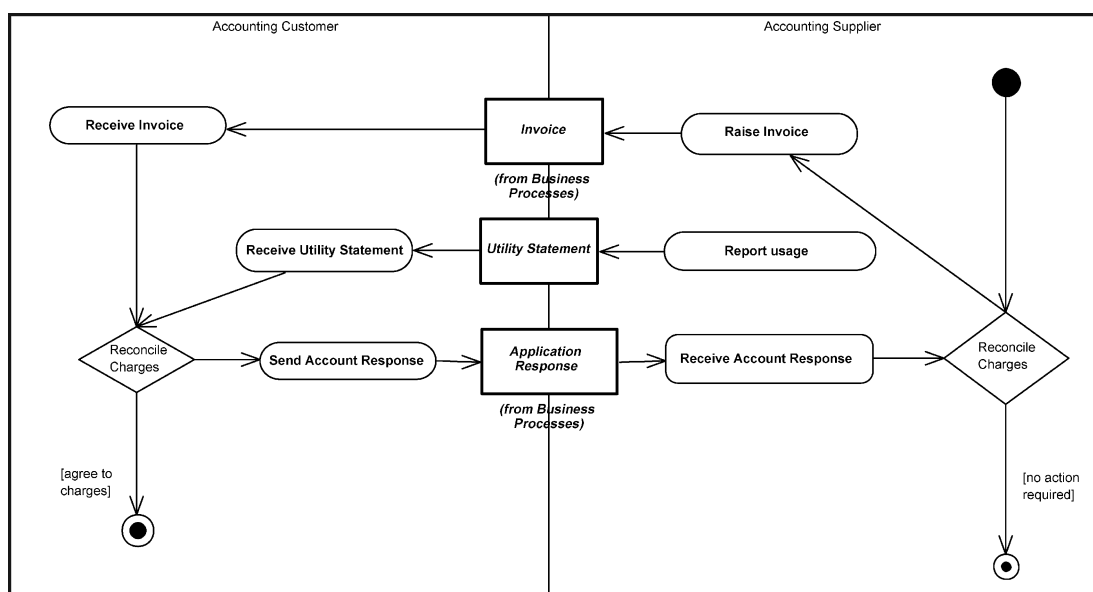 Accounting Customer
Accounting Supplier
Receive Invoice
Invoice
Raise Invoice
(from Business
Processes)
Receive Utility Statement
Utility Statement
Report usage
Reconcile
Charges
Send Account Response
Application
Response
Receive Account Response
Reconcile
Charges
(from Business
Processes)
[agree to
charges]
[no action
required]